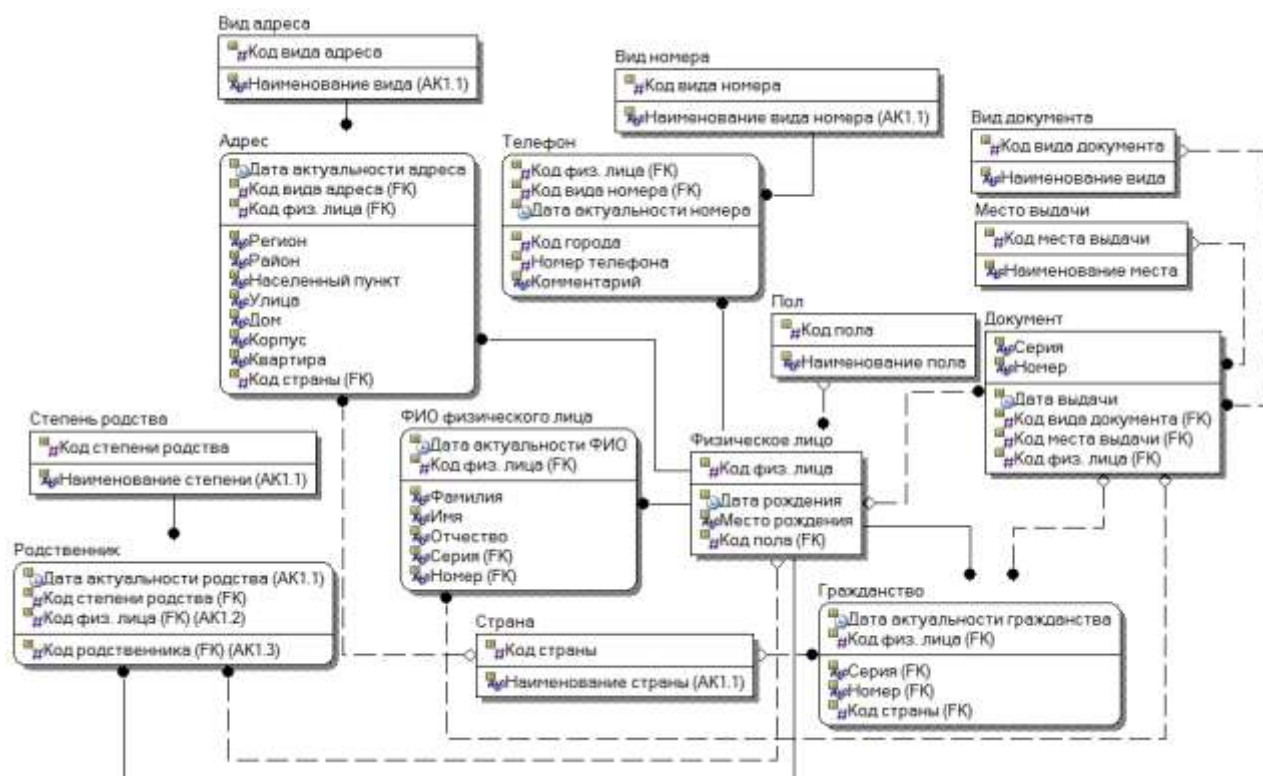 Вид адреса
Код вида адреса
Наименование вида (АК1.1)
Вид номера
Код вида номера
Наименование вида номера (АК1.1)
Вид документа
Код вида документа
Наименование вида
Адрес
Дата актуальности адреса
Код вида адреса (FK)
Код физ. лица (FK)
Регион
Район
Населенный пункт
Улица
Дом
Корпус
Квартира
Код страны (FK)
Телефон
Код физ. лица (FK)
Код вида номера (FK)
Дата актуальности номера
Код города
Номер телефона
Комментарий
Место выдачи
Код места выдачи
Наименование места
Пол
Код пола
Наименование пола
Документ
Серия
Номер
Дата выдачи
Код вида документа (FK)
Код места выдачи (FK)
Код физ. лица (FK)
Степень родства
Код степени родства
Наименование степени (АК1.1)
ФИО физического лица
Дата актуальности ФИО
Код физ. лица (FK)
Фамилия
Имя
Отчество
Серия (FK)
Номер (FK)
Физическое лицо
Код физ. лица
Дата рождения
Место рождения
Код пола (FK)
Родственник
Дата актуальности родства (АК1.1)
Код степени родства (FK)
Код физ. лица (FK) (АК1.2)
Код родственника (FK) (АК1.3)
Страна
Код страны
Наименование страны (АК1.1)
Гражданство
Дата актуальности гражданства
Код физ. лица (FK)
Серия (FK)
Номер (FK)
Код страны (FK)